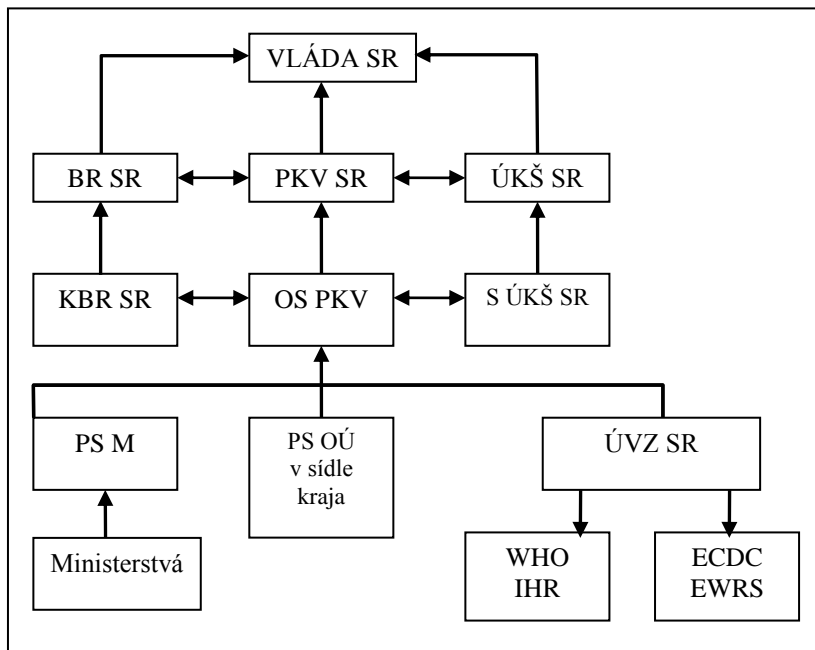 VLÁDA SR
BR SR
PKV SR
ÚKŠ SR
KBR SR
OS PKV
S ÚKŠ SR
PS M
PS OÚ
v sídle
kraja
ÚVZ SR
Ministerstvá
WHO
IHR
ECDC
EWRS